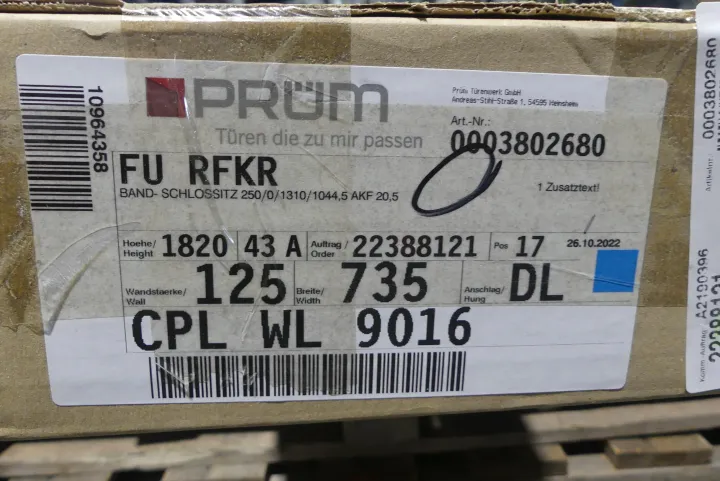 10964358
PRÜM
Türen die zu mir passen
Prüm Türenwerk GmbH
Andreas-Stihl-Straße 1, 54595 Weinsheim
Art.-Nr.:
0003802680
FU RFKR
BAND- SCHLOSSITZ 250/0/1310/1044,5 AKF 20,5
1 Zusatztext!
Hoehe/ Height 1820 43 A Auftrag / Order 22388121 Pos 17 26.10.2022
Wandstaerke/ Wall 125 Breite/ Width 735 Anschlag/ Hung DL
CPL WL 9016
0003802680
Artikelnr.:
A2190396
22388121